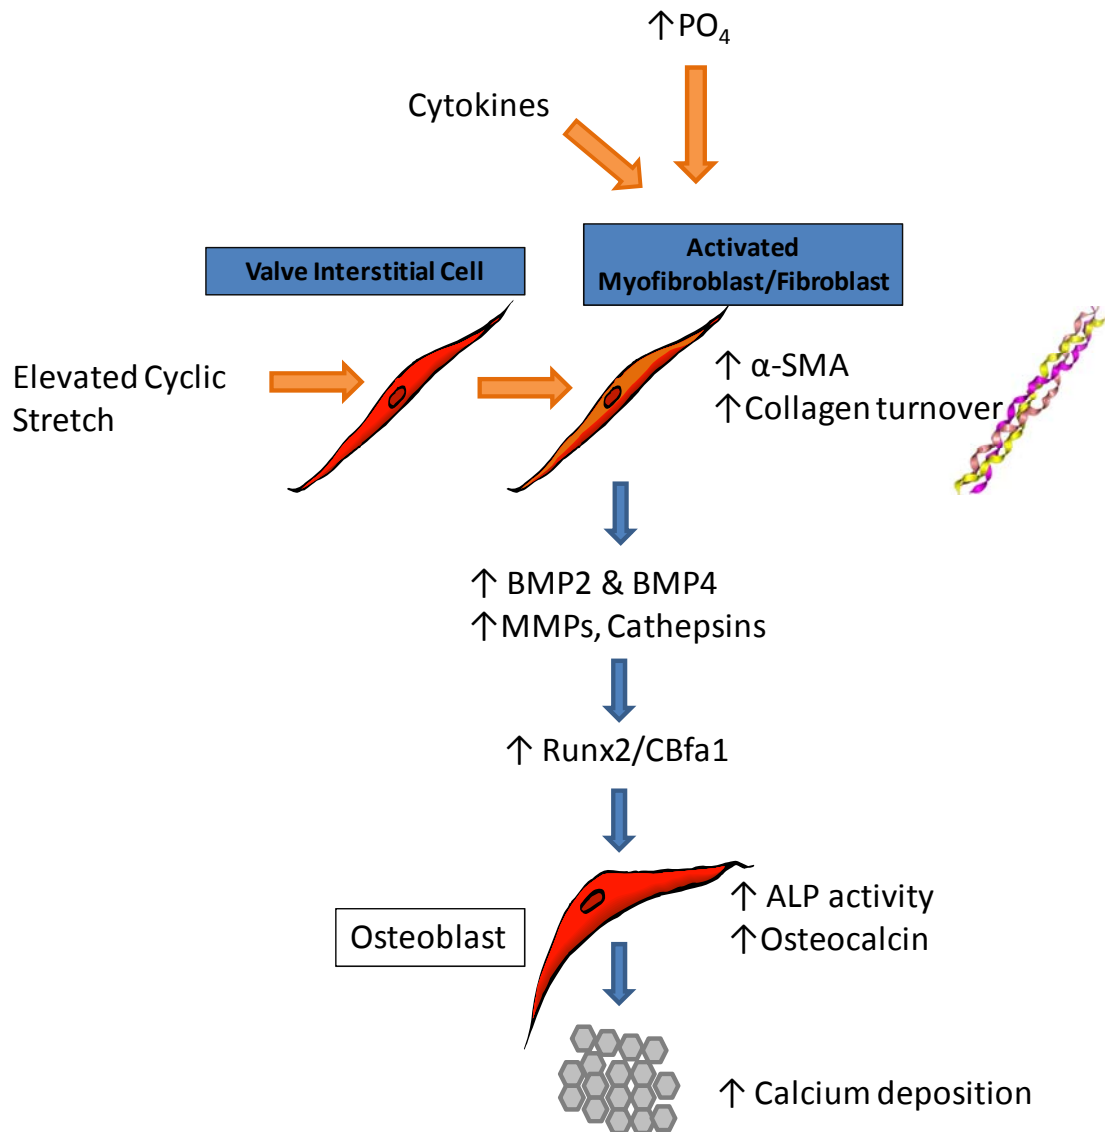 ↑PO₄
Cytokines
Activated
Myofibroblast/Fibroblast
Valve Interstitial Cell
Elevated Cyclic
Stretch
↑ α-SMA
↑Collagen turnover
↑ BMP2 & BMP4
↑MMPs, Cathepsins
↑ Runx2/CBfa1
Osteoblast
↑ ALP activity
↑Osteocalcin
↑ Calcium deposition